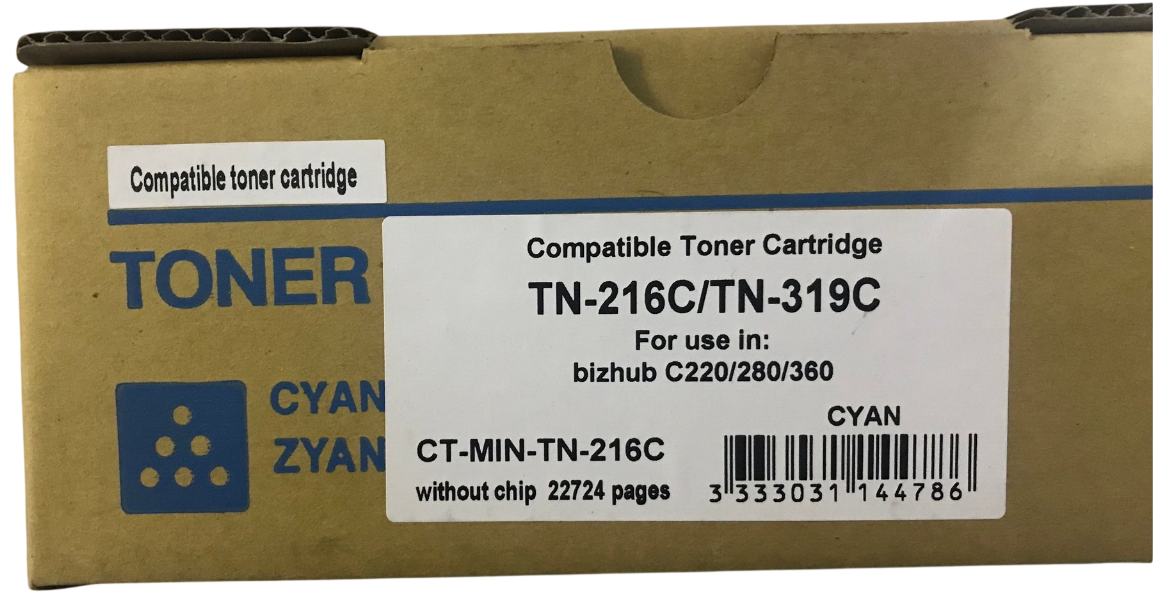 Compatible toner cartridge
TONER
CYAN
ZYAN
Compatible Toner Cartridge
TN-216C/TN-319C
For use in:
bizhub C220/280/360
CYAN
CT-MIN-TN-216C
without chip 22724 pages
3 333031 144786